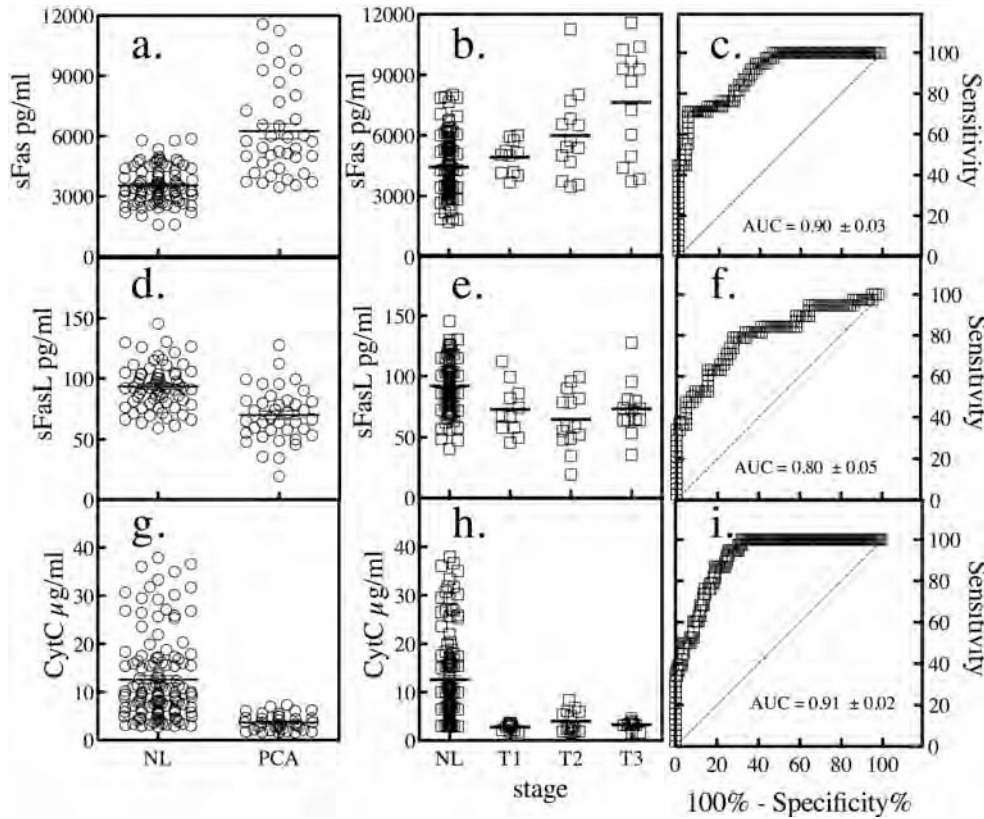 12000
9000
6000
3000
0
sFas pg/ml
a.
12000
9000
6000
3000
0
sFas pg/ml
b.
c.
AUC = 0.90 ± 0.03
100
80
60
40
20
0
Sensitivity
150
100
50
0
sFasL pg/ml
d.
150
100
50
0
sFasL pg/ml
e.
f.
AUC = 0.80 ± 0.05
100
80
60
40
20
0
Sensitivity
40
30
20
10
0
CytC µg/ml
g.
NL PCA
40
30
20
10
0
CytC µg/ml
h.
NL T1 T2 T3
stage
i.
AUC = 0.91 ± 0.02
100
80
60
40
20
0
Sensitivity
0 20 40 60 80 100
100% - Specificity%